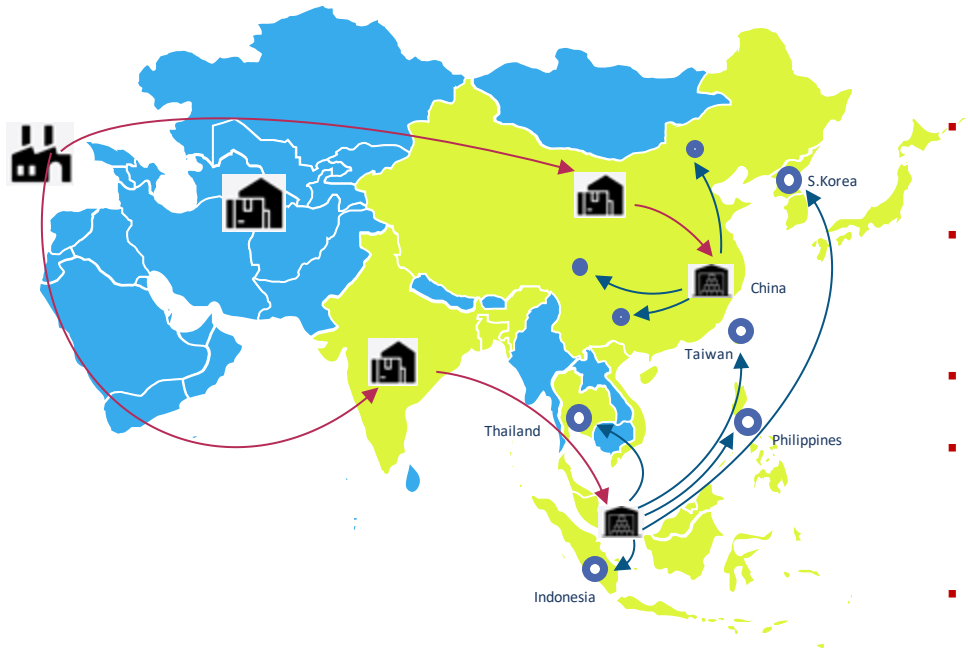 S.Korea
China
Taiwan
Thailand
Philippines
Indonesia